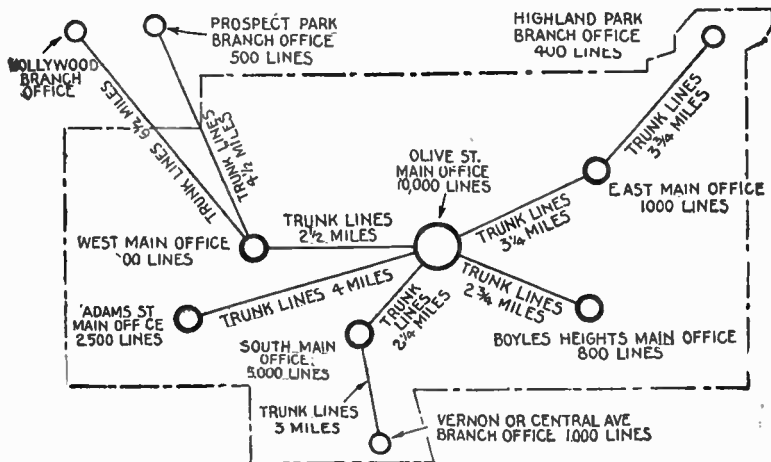 PROSPECT PARK
BRANCH OFFICE
500 LINES
HIGHLAND PARK
BRANCH OFFICE
400 LINES
HOLLYWOOD
BRANCH
OFFICE
TRUNK LINES 6½ MILES
TRUNK LINES
4½ MILES
TRUNK LINES
3¾ MILES
OLIVE ST.
MAIN OFFICE
10,000 LINES
EAST MAIN OFFICE
1000 LINES
WEST MAIN OFFICE
00 LINES
TRUNK LINES
2½ MILES
TRUNK LINES
3¼ MILES
ADAMS ST
MAIN OFFICE
2500 LINES
TRUNK LINES 4 MILES
TRUNK
LINES
2¼ MILES
TRUNK LINES
2¾ MILES
BOYLES HEIGHTS MAIN OFFICE
800 LINES
SOUTH MAIN
OFFICE
5,000 LINES
TRUNK LINES
3 MILES
VERNON OR CENTRAL AVE
BRANCH OFFICE 1,000 LINES